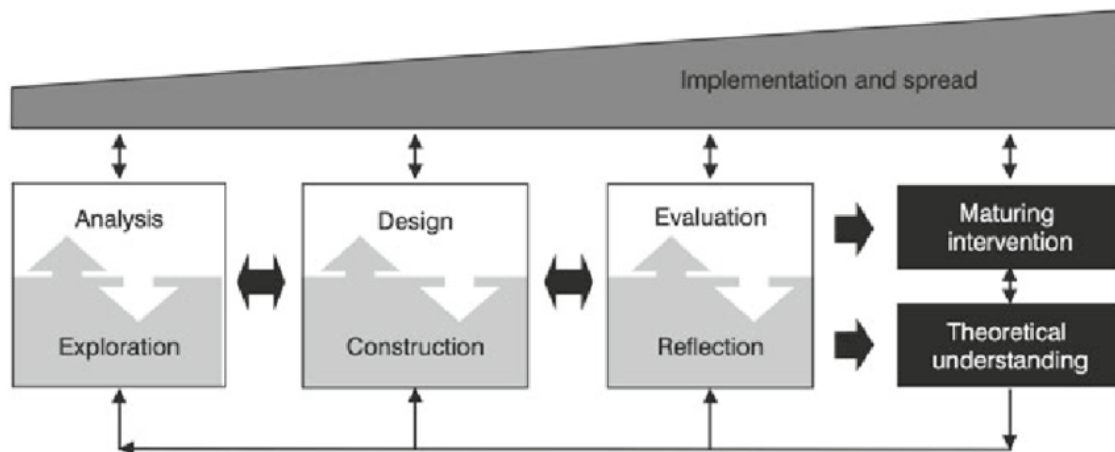 Implementation and spread
Analysis
Design
Evaluation
Maturing
intervention
Exploration
Construction
Reflection
Theoretical
understanding